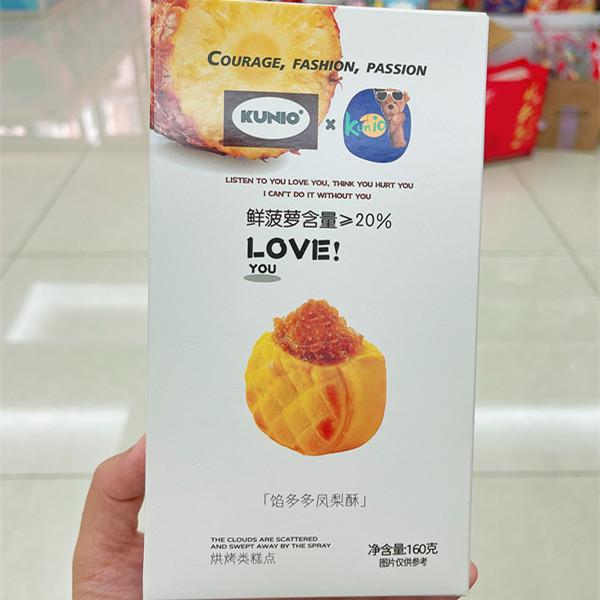 COURAGE, FASHION, PASSION
KUNIO®
x
kunio
LISTEN TO YOU LOVE YOU, THINK YOU HURT YOU
I CAN'T DO IT WITHOUT YOU
鲜菠萝含量≥20%
LOVE!
YOU
「馅多多凤梨酥」
THE CLOUDS ARE SCATTERED
AND SWEPT AWAY BY THE SPRAY
烘烤类糕点
净含量:160克
图片仅供参考